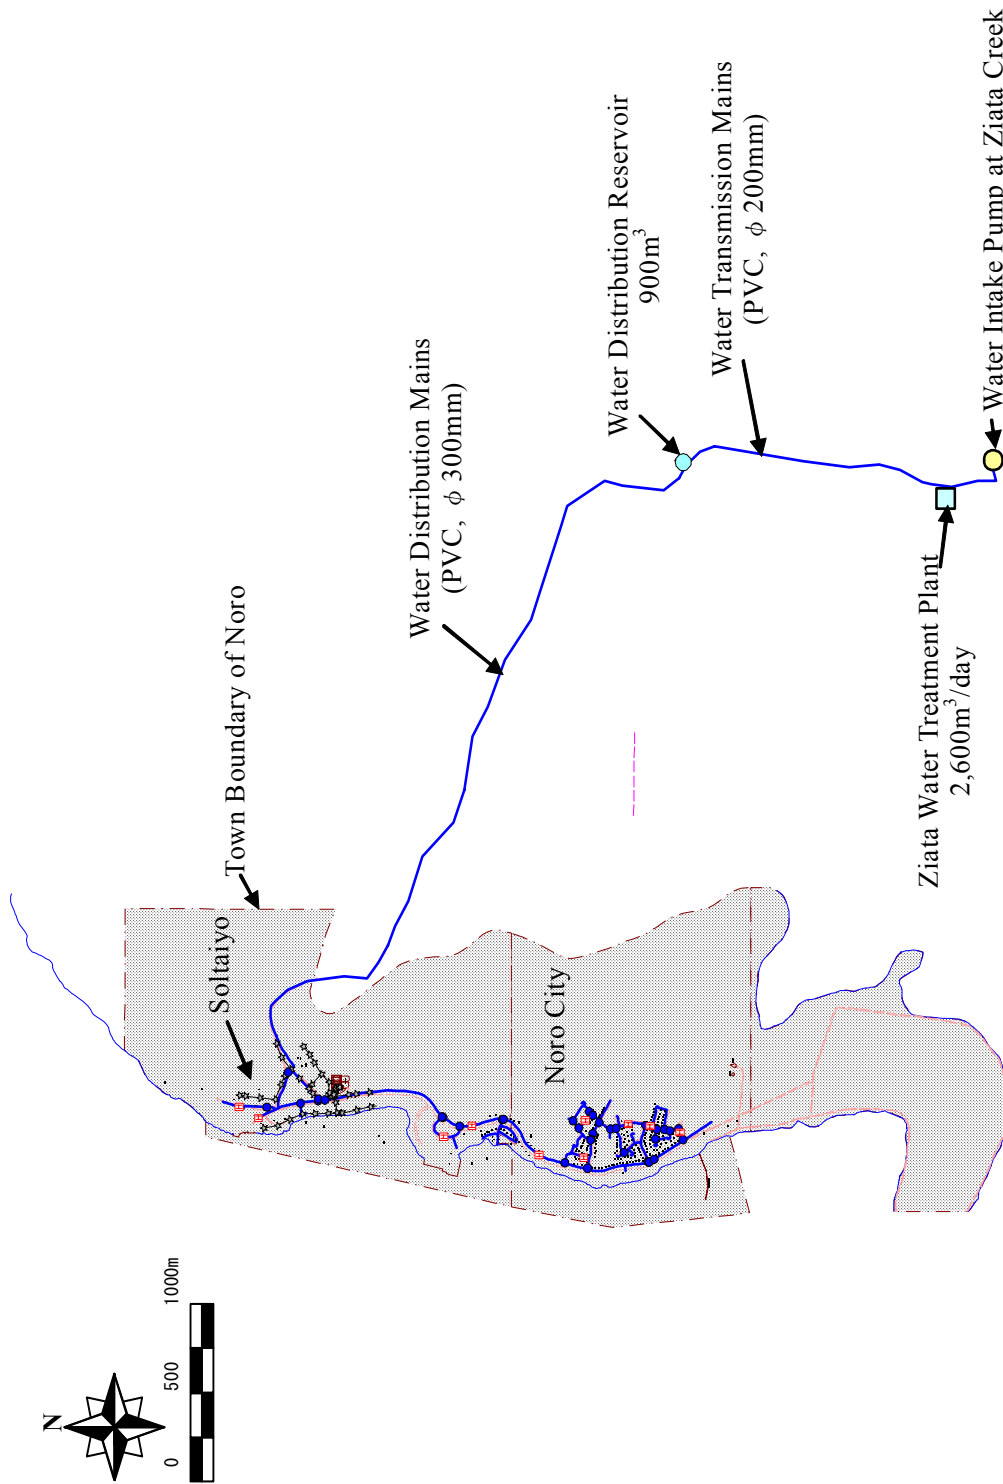 N
0 500 1000m
Town Boundary of Noro
Soltaiyo
Noro City
Water Distribution Mains
(PVC, φ 300mm)
Water Distribution Reservoir
900m³
Water Transmission Mains
(PVC, φ 200mm)
Ziata Water Treatment Plant
2,600m³/day
Water Intake Pump at Ziata Creek